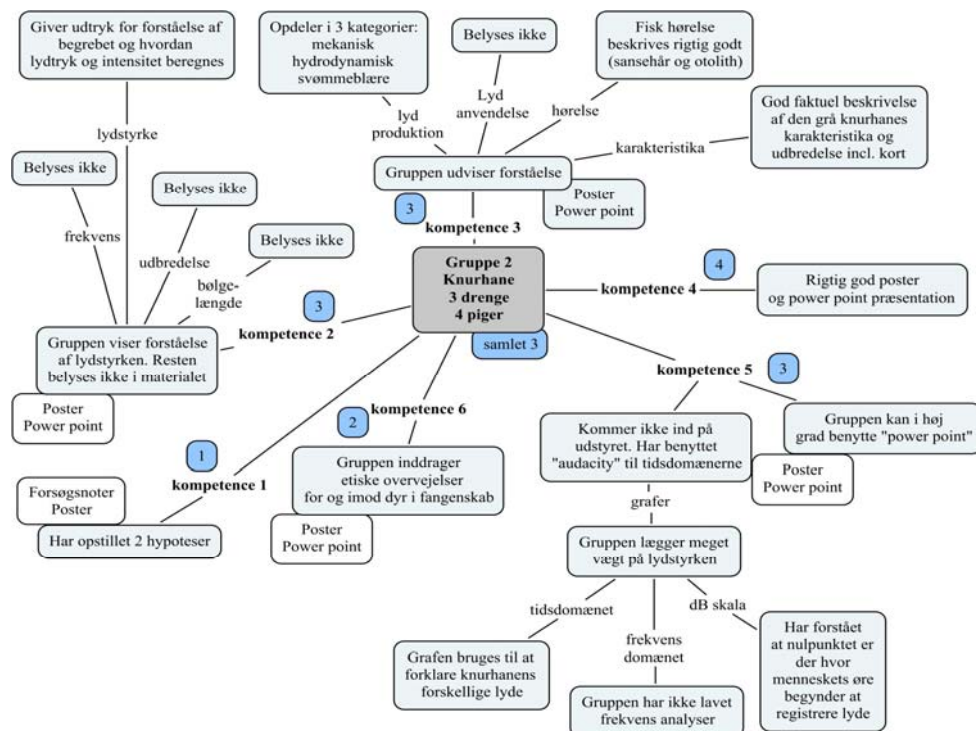 Giver udtryk for forståelse af
begrebet og hvordan
lydtryk og intensitet beregnes
lydstyrke
Belyses ikke
frekvens
Belyses ikke
udbredelse
Belyses ikke
bølge-
længde
Gruppen viser forståelse
af lydstyrken. Resten
belyses ikke i materialet
Poster
Power point
3
kompetence 2
Opdeler i 3 kategorier:
mekanisk
hydrodynamisk
svømmeblære
lyd
produktion
Belyses ikke
Lyd
anvendelse
Fisk hørelse
beskrives rigtig godt
(sansehår og otolith)
hørelse
God faktuel beskrivelse
af den grå knurhanes
karakteristika og
udbredelse incl. kort
karakteristika
Gruppen udviser forståelse
Poster
Power point
3
kompetence 3
Gruppe 2
Knurhane
3 drenge
4 piger
samlet 3
4
kompetence 4
Rigtig god poster
og power point præsentation
kompetence 5
3
Gruppen kan i høj
grad benytte "power point"
Kommer ikke ind på
udstyret. Har benyttet
"audacity" til tidsdomænerne
Poster
Power point
grafer
Gruppen lægger meget
vægt på lydstyrken
tidsdomænet
Grafen bruges til at
forklare knurhanens
forskellige lyde
frekvens
domænet
Gruppen har ikke lavet
frekvens analyser
dB skala
Har forstået
at nulpunktet er
der hvor
menneskets øre
begynder at
registrere lyde
kompetence 6
2
Gruppen inddrager
etiske overvejelser
for og imod dyr i fangenskab
Poster
Power point
1
kompetence 1
Forsøgsnoter
Poster
Har opstillet 2 hypoteser